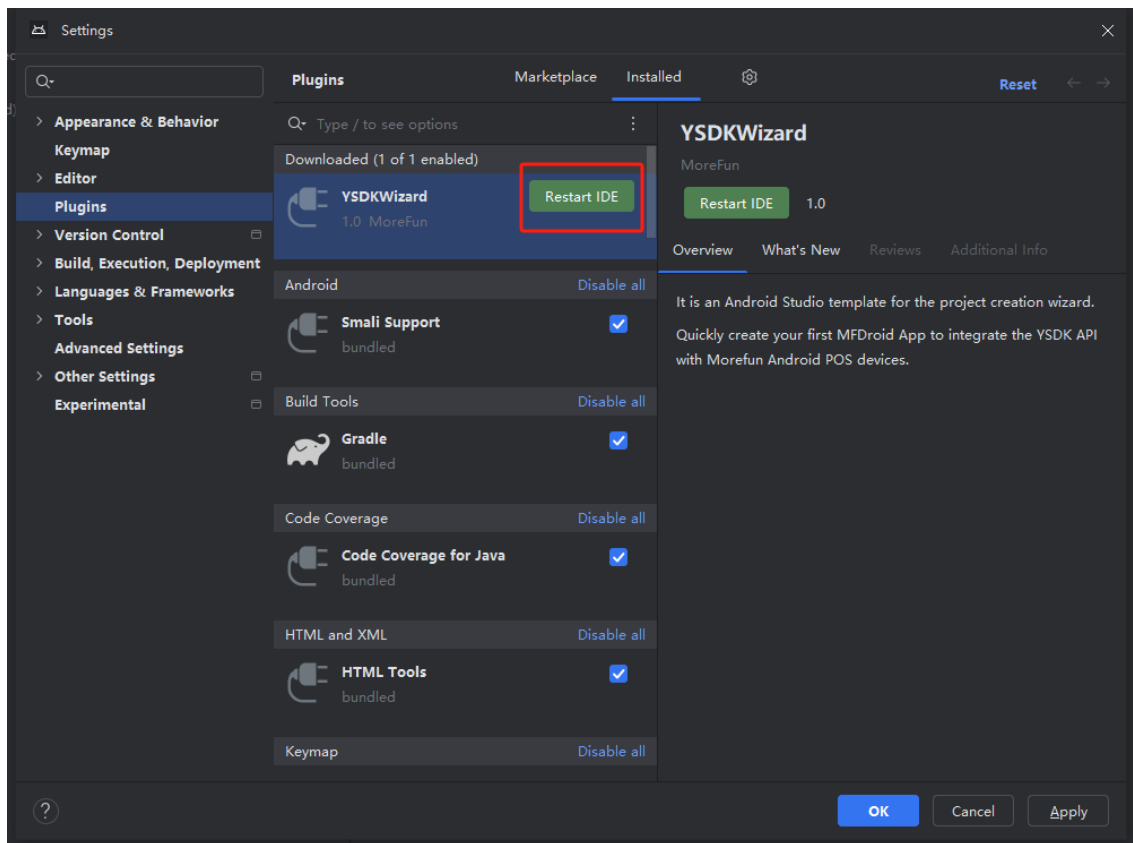 Settings
Plugins
Marketplace
Installed
Reset
Appearance & Behavior
Keymap
Editor
Plugins
Version Control
Build, Execution, Deployment
Languages & Frameworks
Tools
Advanced Settings
Other Settings
Experimental
Type / to see options
Downloaded (1 of 1 enabled)
YSDKWizard
1.0 MoreFun
Restart IDE
Android
Disable all
Smali Support
bundled
Build Tools
Disable all
Gradle
bundled
Code Coverage
Disable all
Code Coverage for Java
bundled
HTML and XML
Disable all
HTML Tools
bundled
Keymap
Disable all
YSDKWizard
MoreFun
Restart IDE
1.0
Overview
What's New
Reviews
Additional Info
It is an Android Studio template for the project creation wizard.
Quickly create your first MFDroid App to integrate the YSDK API
with Morefun Android POS devices.
?
OK
Cancel
Apply